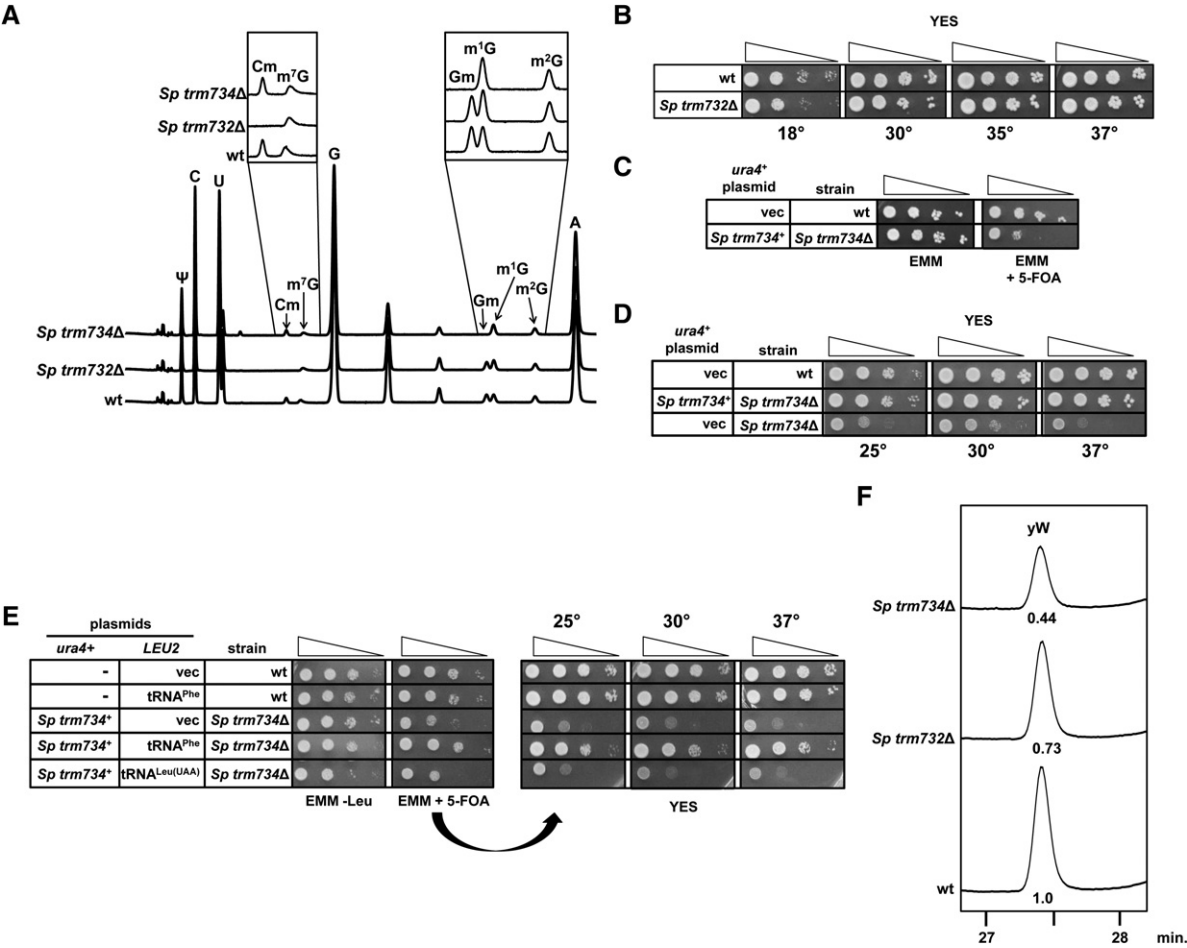 A
Cm
m⁷G
Sp trm734Δ
Sp trm732Δ
wt
m¹G
Gm
m²G
Ψ
C
U
G
A
Cm
m⁷G
Gm
m¹G
m²G
Sp trm734Δ
Sp trm732Δ
wt
B
YES
wt
Sp trm732Δ
18° 30° 35° 37°
C
ura4⁺
plasmid strain
vec wt
Sp trm734⁺ Sp trm734Δ
EMM EMM
+ 5-FOA
D
YES
ura4⁺
plasmid strain
vec wt
Sp trm734⁺ Sp trm734Δ
vec Sp trm734Δ
25° 30° 37°
E
plasmids
ura4+ LEU2 strain
25° 30° 37°
- vec wt
- tRNAᴾʰᵉ wt
Sp trm734⁺ vec Sp trm734Δ
Sp trm734⁺ tRNAᴾʰᵉ Sp trm734Δ
Sp trm734⁺ tRNAᴸᵉᵘ⁽ᵁᴬᴬ⁾ Sp trm734Δ
EMM -Leu EMM + 5-FOA YES
F
yW
Sp trm734Δ
0.44
Sp trm732Δ
0.73
wt
1.0
27 28 min.